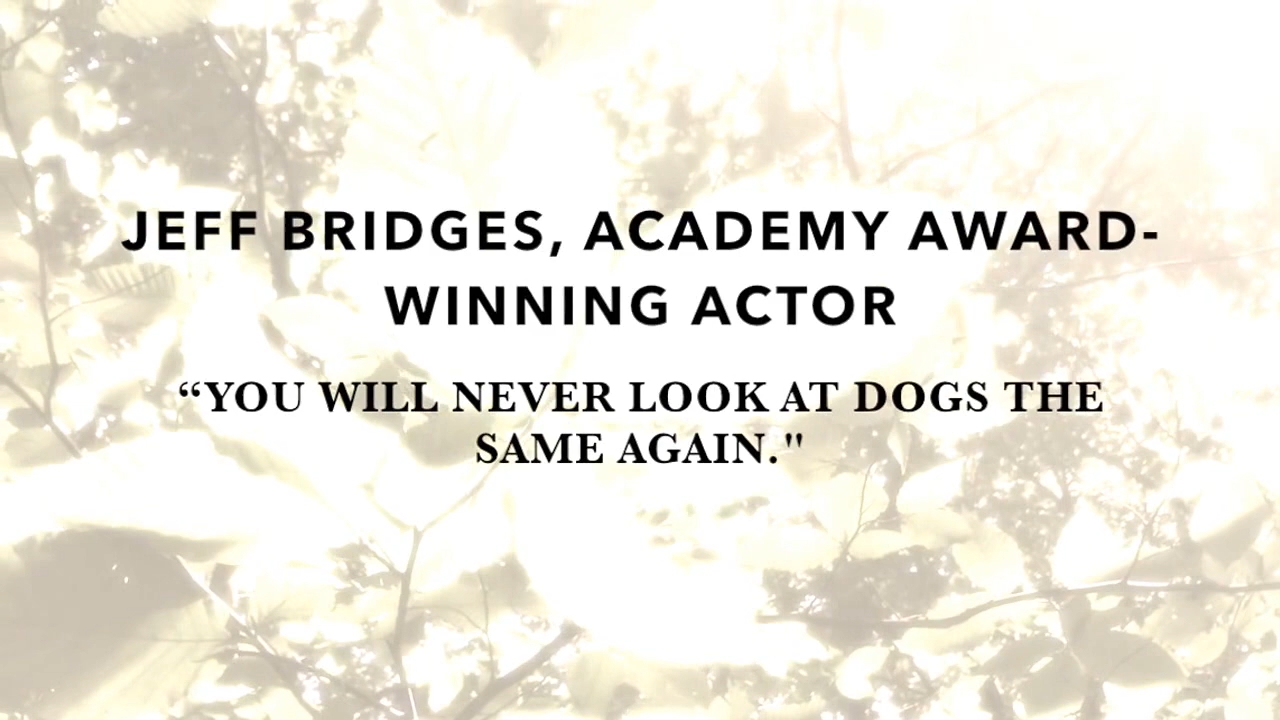 JEFF BRIDGES, ACADEMY AWARD-
WINNING ACTOR
“YOU WILL NEVER LOOK AT DOGS THE
SAME AGAIN."